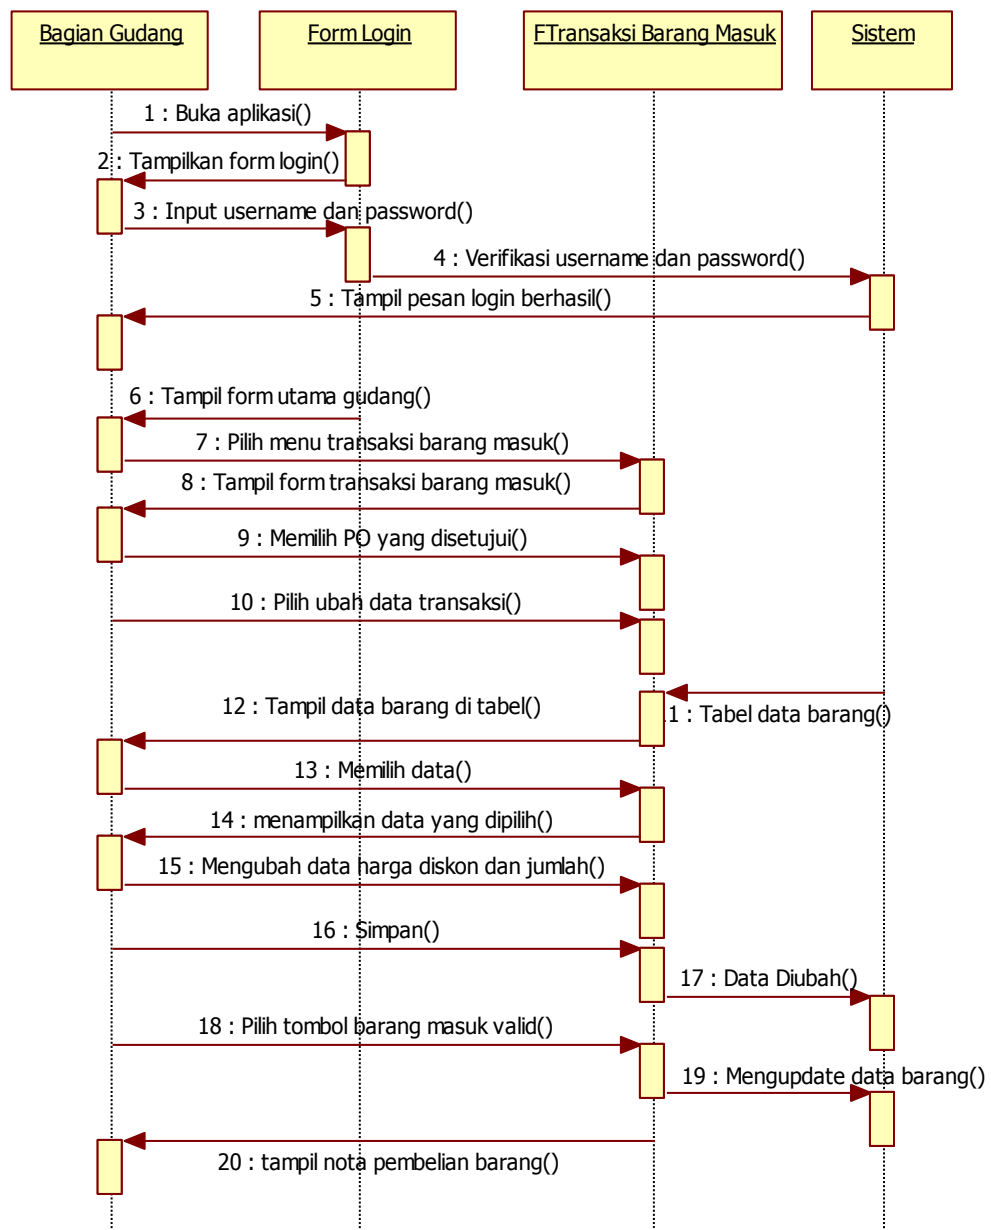 Bagian Gudang
Form Login
FTransaksi Barang Masuk
Sistem
1 : Buka aplikasi()
2 : Tampilkan form login()
3 : Input username dan password()
4 : Verifikasi username dan password()
5 : Tampil pesan login berhasil()
6 : Tampil form utama gudang()
7 : Pilih menu transaksi barang masuk()
8 : Tampil form transaksi barang masuk()
9 : Memilih PO yang disetujui()
10 : Pilih ubah data transaksi()
12 : Tampil data barang di tabel()
11 : Tabel data barang()
13 : Memilih data()
14 : menampilkan data yang dipilih()
15 : Mengubah data harga diskon dan jumlah()
16 : Simpan()
17 : Data Diubah()
18 : Pilih tombol barang masuk valid()
19 : Mengupdate data barang()
20 : tampil nota pembelian barang()